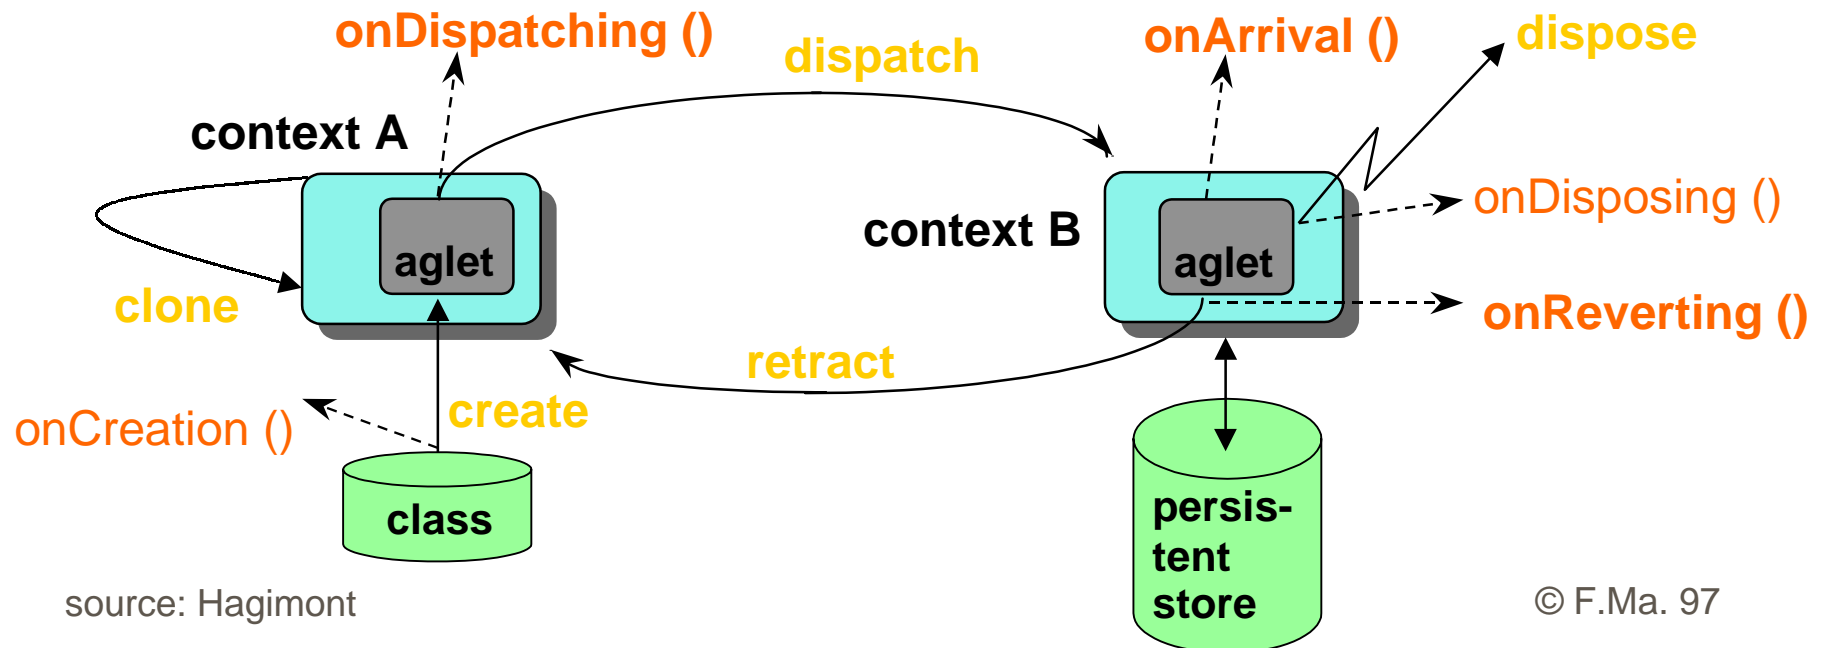 onDispatching ()
dispatch
onArrival ()
dispose
context A
onDisposing ()
context B
aglet
aglet
clone
onReverting ()
retract
create
onCreation ()
class
persis-
tent
store
source: Hagimont
© F.Ma. 97